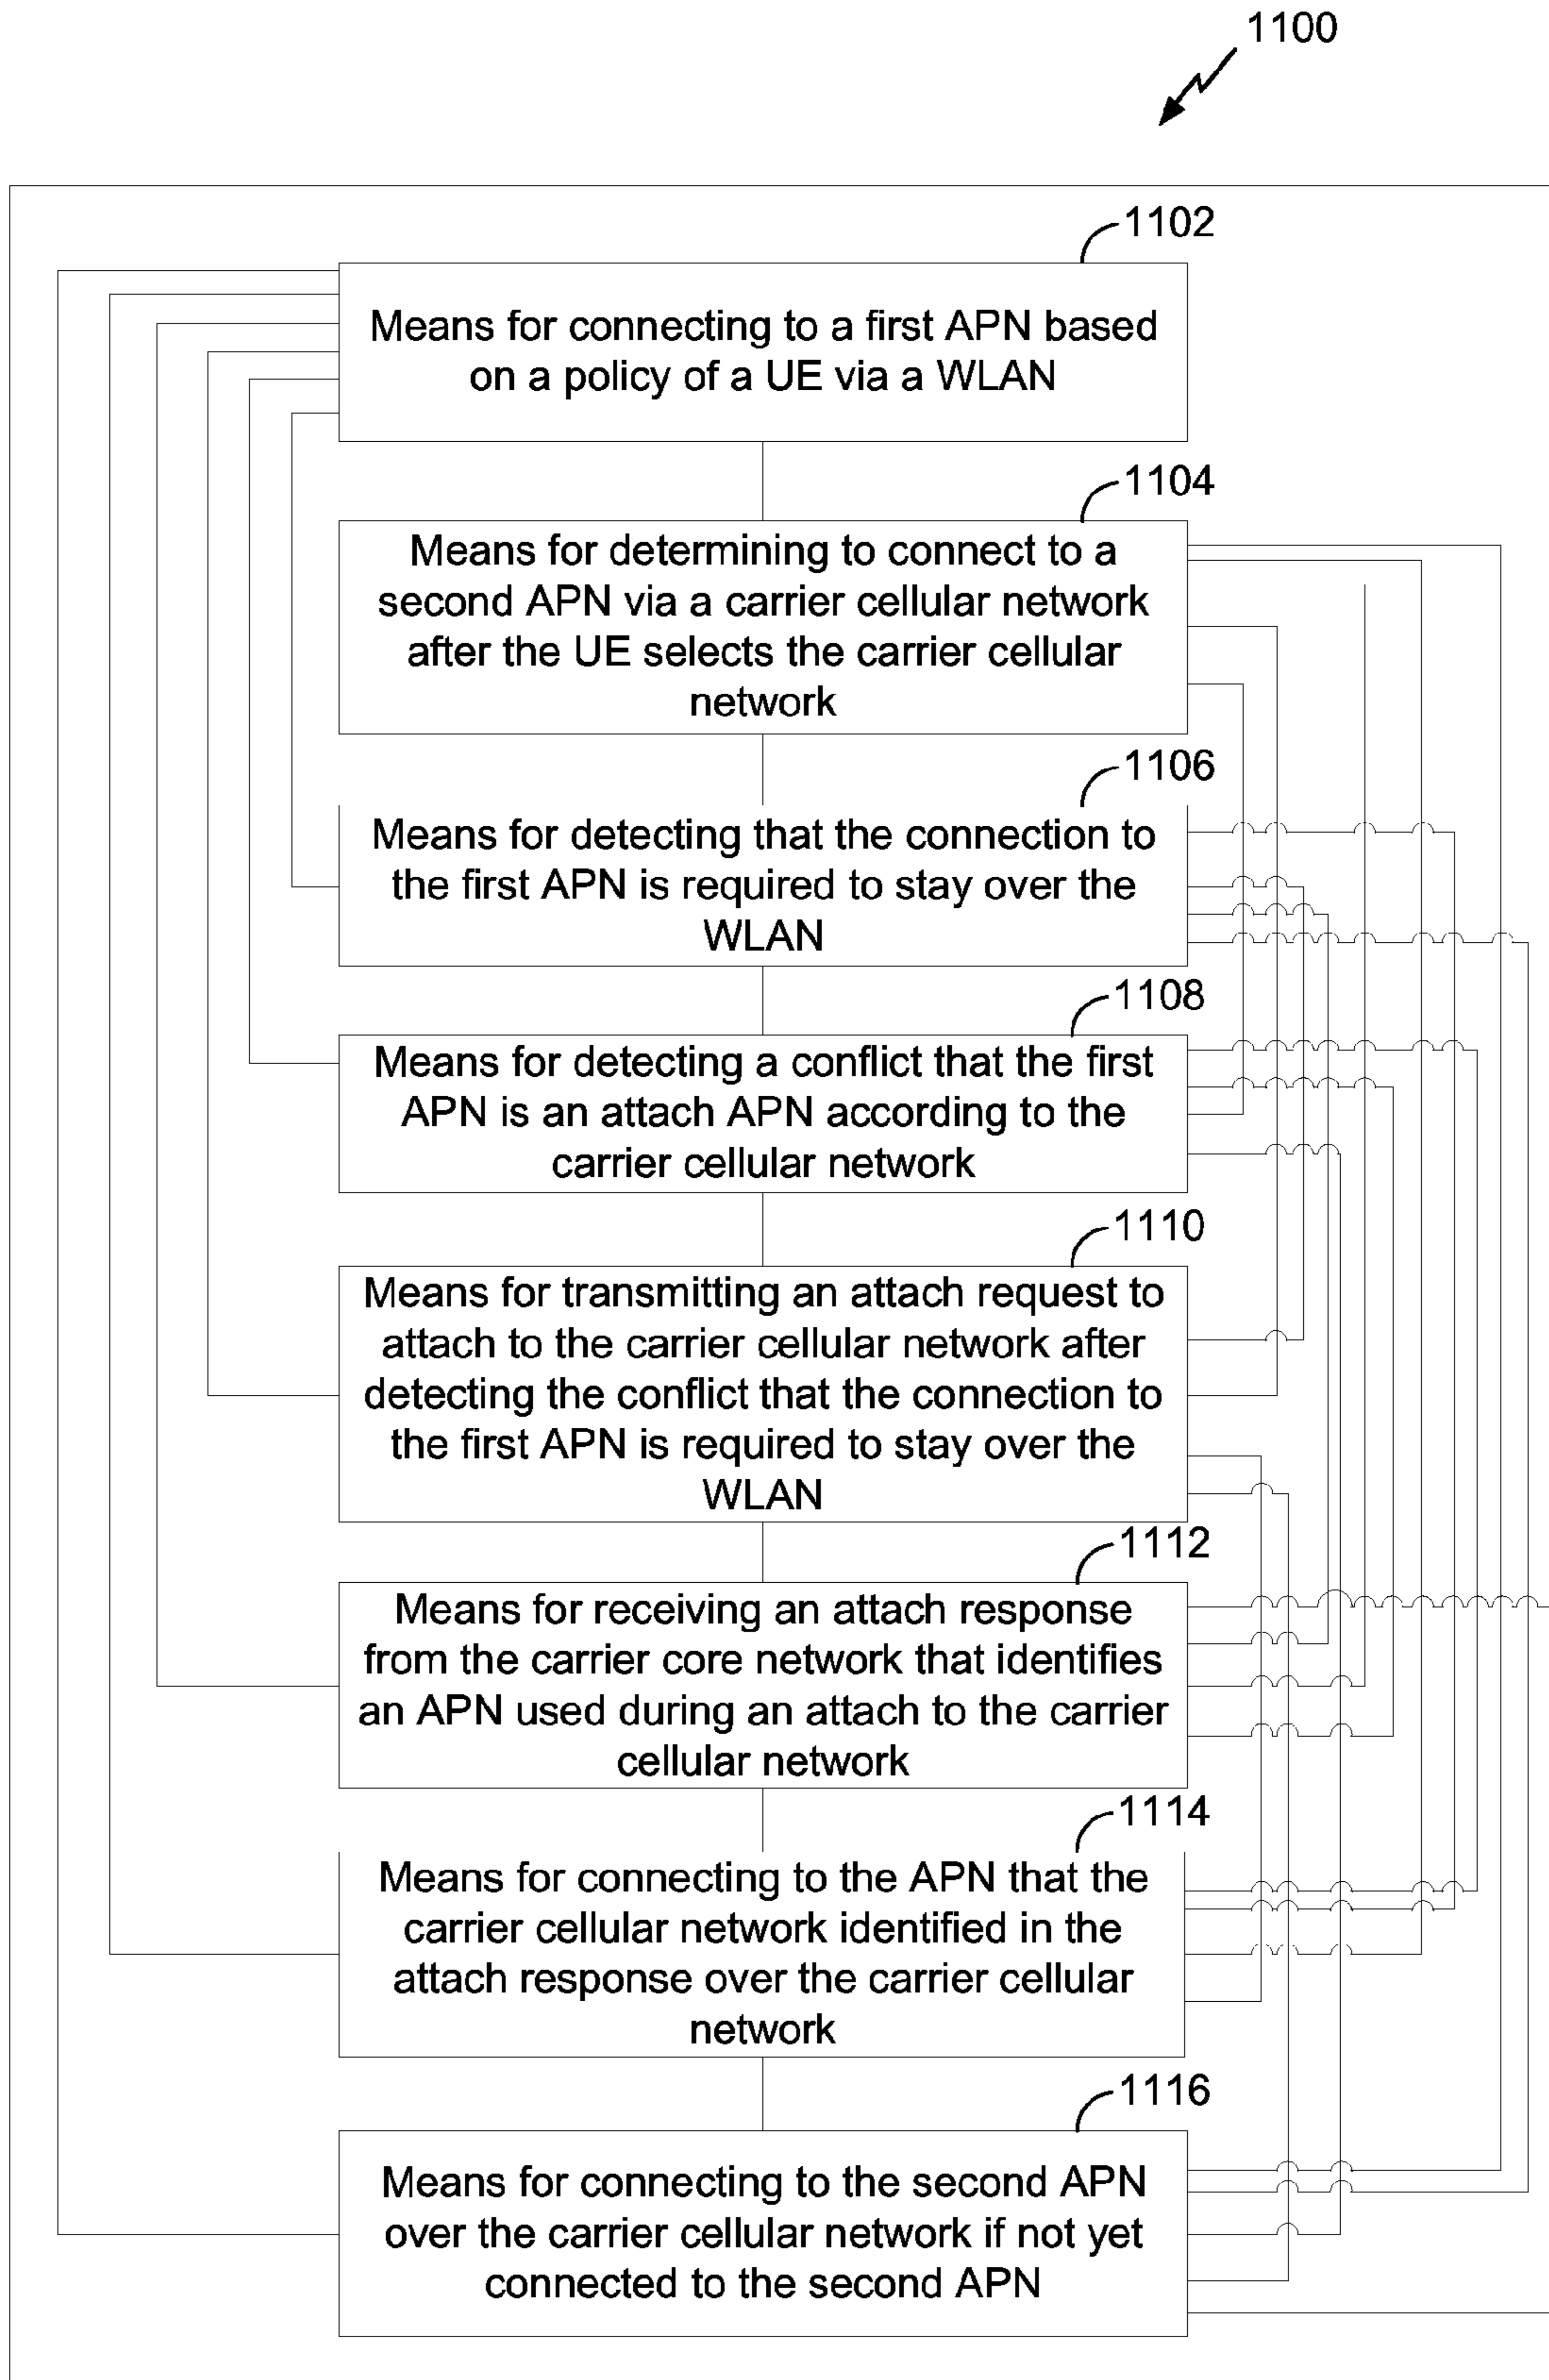 1100
1102
Means for connecting to a first APN based
on a policy of a UE via a WLAN
1104
Means for determining to connect to a
second APN via a carrier cellular network
after the UE selects the carrier cellular
network
1106
Means for detecting that the connection to
the first APN is required to stay over the
WLAN
1108
Means for detecting a conflict that the first
APN is an attach APN according to the
carrier cellular network
1110
Means for transmitting an attach request to
attach to the carrier cellular network after
detecting the conflict that the connection to
the first APN is required to stay over the
WLAN
1112
Means for receiving an attach response
from the carrier core network that identifies
an APN used during an attach to the carrier
cellular network
1114
Means for connecting to the APN that the
carrier cellular network identified in the
attach response over the carrier cellular
network
1116
Means for connecting to the second APN
over the carrier cellular network if not yet
connected to the second APN